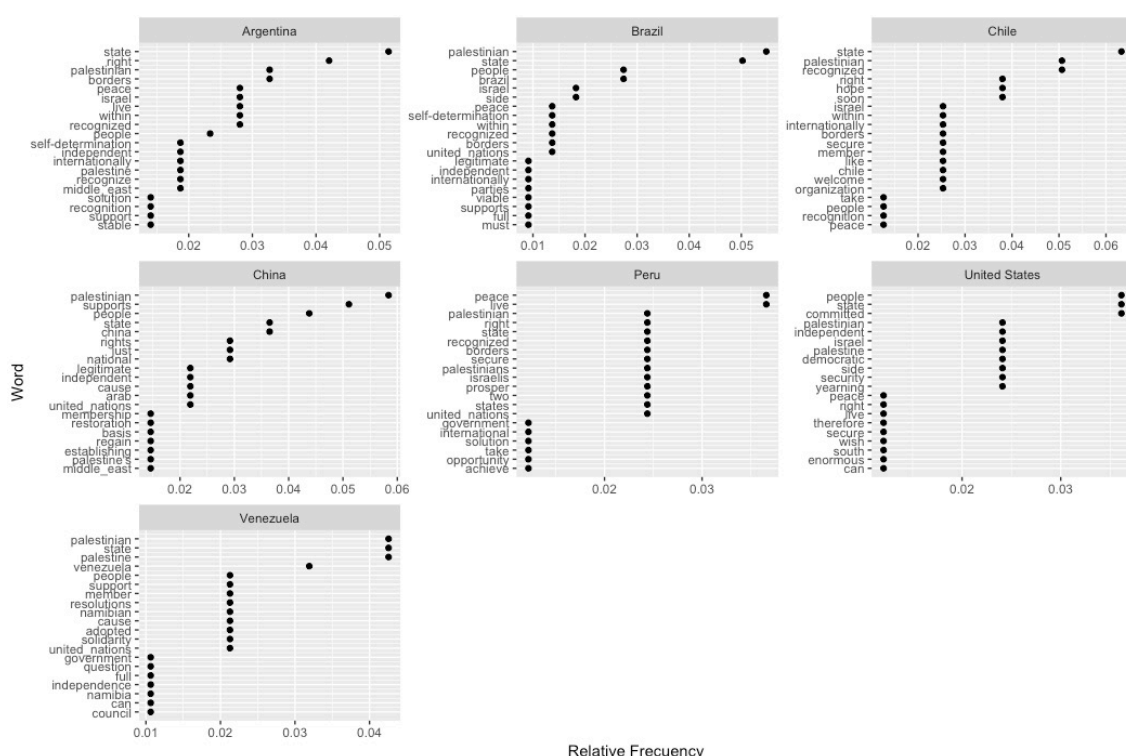 Argentina
state
right
palestinian
borders
peace
israel
live
within
recognized
people
self-determination
independent
internationally
palestine
recognize
middle_east
solution
recognition
support
stable
0.02 0.03 0.04 0.05
Brazil
palestinian
state
people
brazil
israel
side
peace
self-determination
within
recognized
borders
united_nations
legitimate
independent
internationally
parties
viable
supports
full
must
0.01 0.02 0.03 0.04 0.05
Chile
state
palestinian
recognized
right
hope
soon
israel
within
internationally
borders
secure
member
like
chile
welcome
organization
take
people
recognition
peace
0.02 0.03 0.04 0.05 0.06
China
palestinian
supports
people
state
china
rights
just
national
legitimate
independent
cause
arab
united_nations
membership
restoration
basis
regain
establishing
palestine's
middle_east
0.02 0.03 0.04 0.05 0.06
Peru
peace
live
palestinian
right
state
recognized
borders
secure
palestinians
israelis
prosper
two
states
united_nations
government
international
solution
take
opportunity
achieve
0.02 0.03
United States
people
state
committed
palestinian
independent
israel
palestine
democratic
side
security
yearning
peace
right
live
therefore
secure
wish
south
enormous
can
0.02 0.03
Venezuela
palestinian
state
palestine
venezuela
people
support
member
resolutions
namibian
cause
adopted
solidarity
united_nations
government
question
full
independence
namibia
can
council
0.01 0.02 0.03 0.04
Word
Relative Frecuency